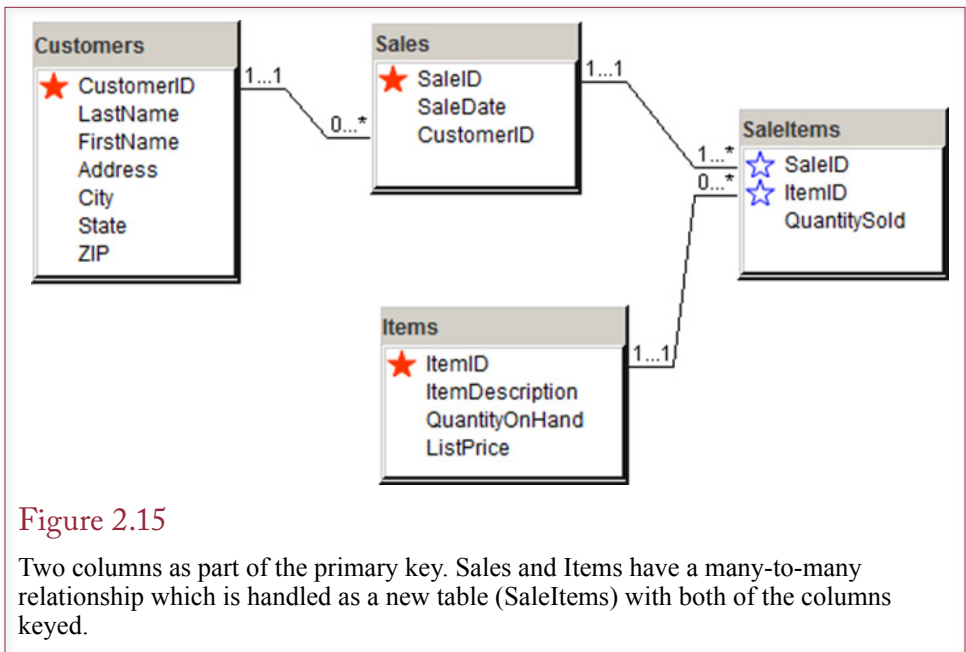 Customers
CustomerID
LastName
FirstName
Address
City
State
ZIP
1...1
0...*
Sales
SaleID
SaleDate
CustomerID
1...1
1...*
0...*
SaleItems
SaleID
ItemID
QuantitySold
Items
ItemID
ItemDescription
QuantityOnHand
ListPrice
1...1
Figure 2.15
Two columns as part of the primary key. Sales and Items have a many-to-many
relationship which is handled as a new table (SaleItems) with both of the columns
keyed.